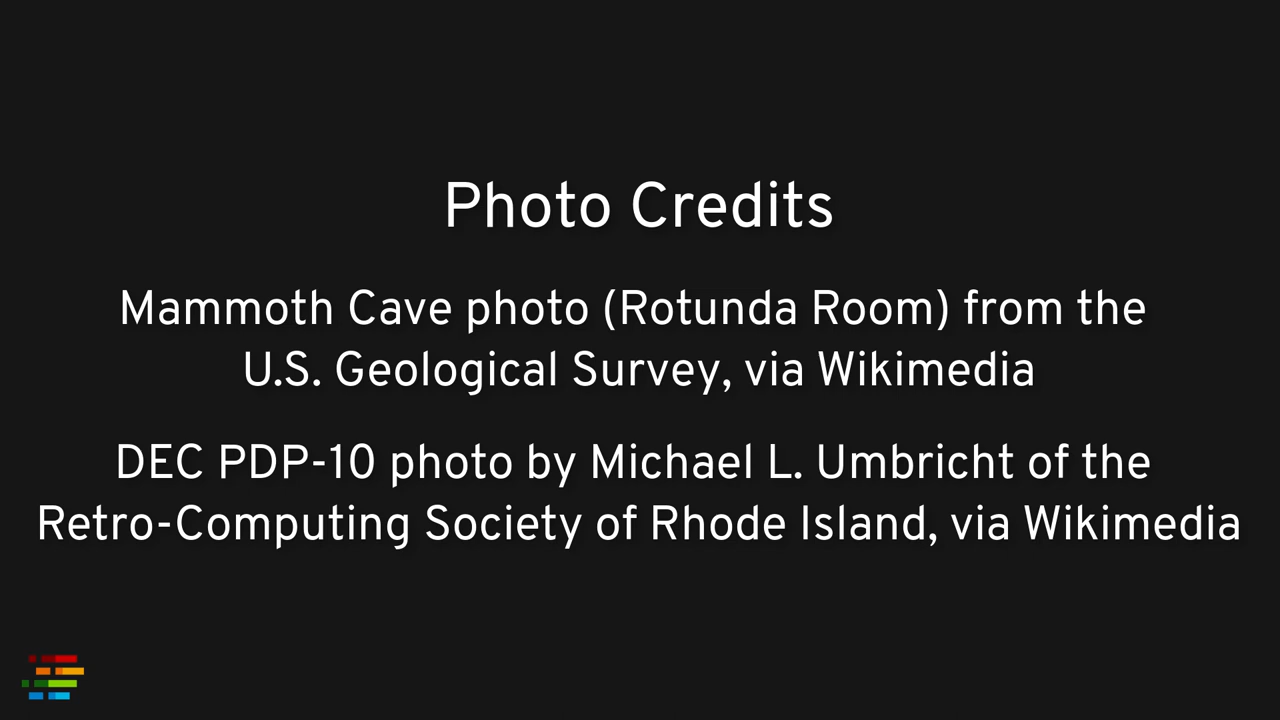 Photo Credits
Mammoth Cave photo (Rotunda Room) from the
U.S. Geological Survey, via Wikimedia
DEC PDP-10 photo by Michael L. Umbricht of the
Retro-Computing Society of Rhode Island, via Wikimedia